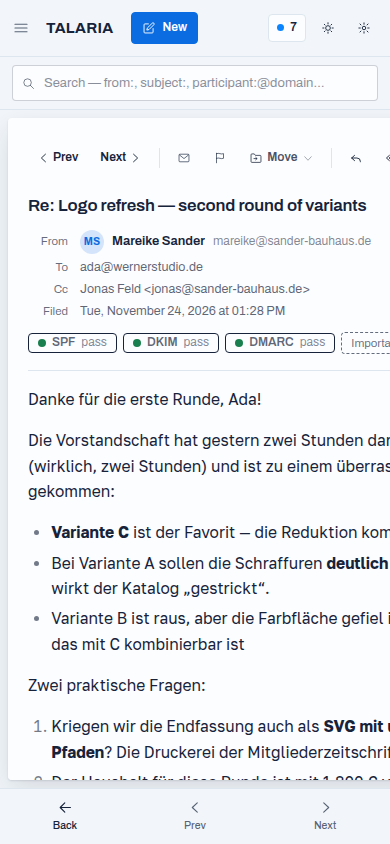 TALARIA
New
7
Search — from:, subject:, participant:@domain...
Prev
Next
Move
Re: Logo refresh — second round of variants
From MS Mareike Sander mareike@sander-bauhaus.de
To ada@wernerstudio.de
Cc Jonas Feld <jonas@sander-bauhaus.de>
Filed Tue, November 24, 2026 at 01:28 PM
SPF pass DKIM pass DMARC pass Importa
Danke für die erste Runde, Ada!
Die Vorstandschaft hat gestern zwei Stunden dar
(wirklich, zwei Stunden) und ist zu einem überras
gekommen:
• Variante C ist der Favorit — die Reduktion kom
• Bei Variante A sollen die Schraffuren deutlich
wirkt der Katalog „gestrickt“.
• Variante B ist raus, aber die Farbfläche gefiel i
das mit C kombinierbar ist
Zwei praktische Fragen:
1. Kriegen wir die Endfassung auch als SVG mit u
Pfaden? Die Druckerei der Mitgliederzeitschrif
Back
Prev
Next